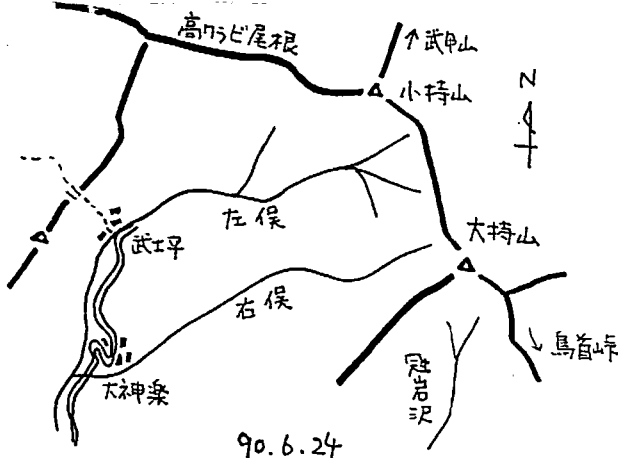 高ワラビ尾根
↑武甲山
小持山
N
左俣
武士平
大持山
右俣
鳥首峠
大神楽
冠岩沢
90.6.24